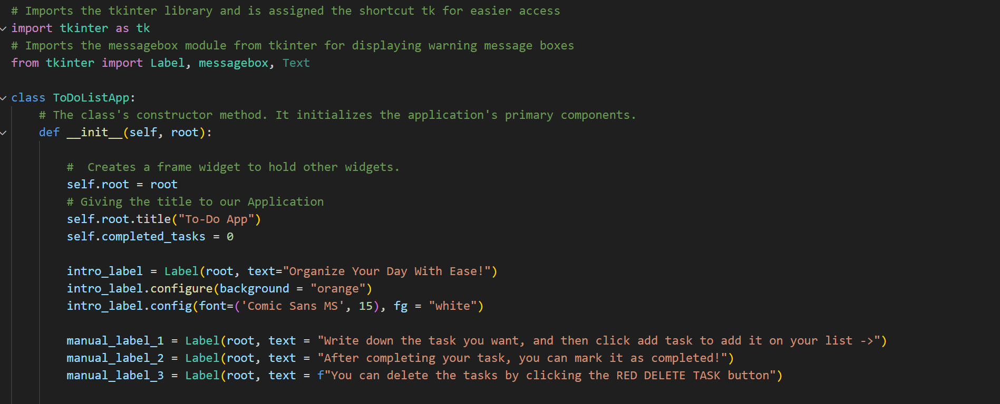 # Imports the tkinter library and is assigned the shortcut tk for easier access
import tkinter as tk
# Imports the messagebox module from tkinter for displaying warning message boxes
from tkinter import Label, messagebox, Text
class ToDoListApp:
# The class's constructor method. It initializes the application's primary components.
def __init__(self, root):
#  Creates a frame widget to hold other widgets.
self.root = root
# Giving the title to our Application
self.root.title("To-Do App")
self.completed_tasks = 0
intro_label = Label(root, text="Organize Your Day With Ease!")
intro_label.configure(background = "orange")
intro_label.config(font=('Comic Sans MS', 15), fg = "white")
manual_label_1 = Label(root, text = "Write down the task you want, and then click add task to add it on your list ->")
manual_label_2 = Label(root, text = "After completing your task, you can mark it as completed!")
manual_label_3 = Label(root, text = f"You can delete the tasks by clicking the RED DELETE TASK button")